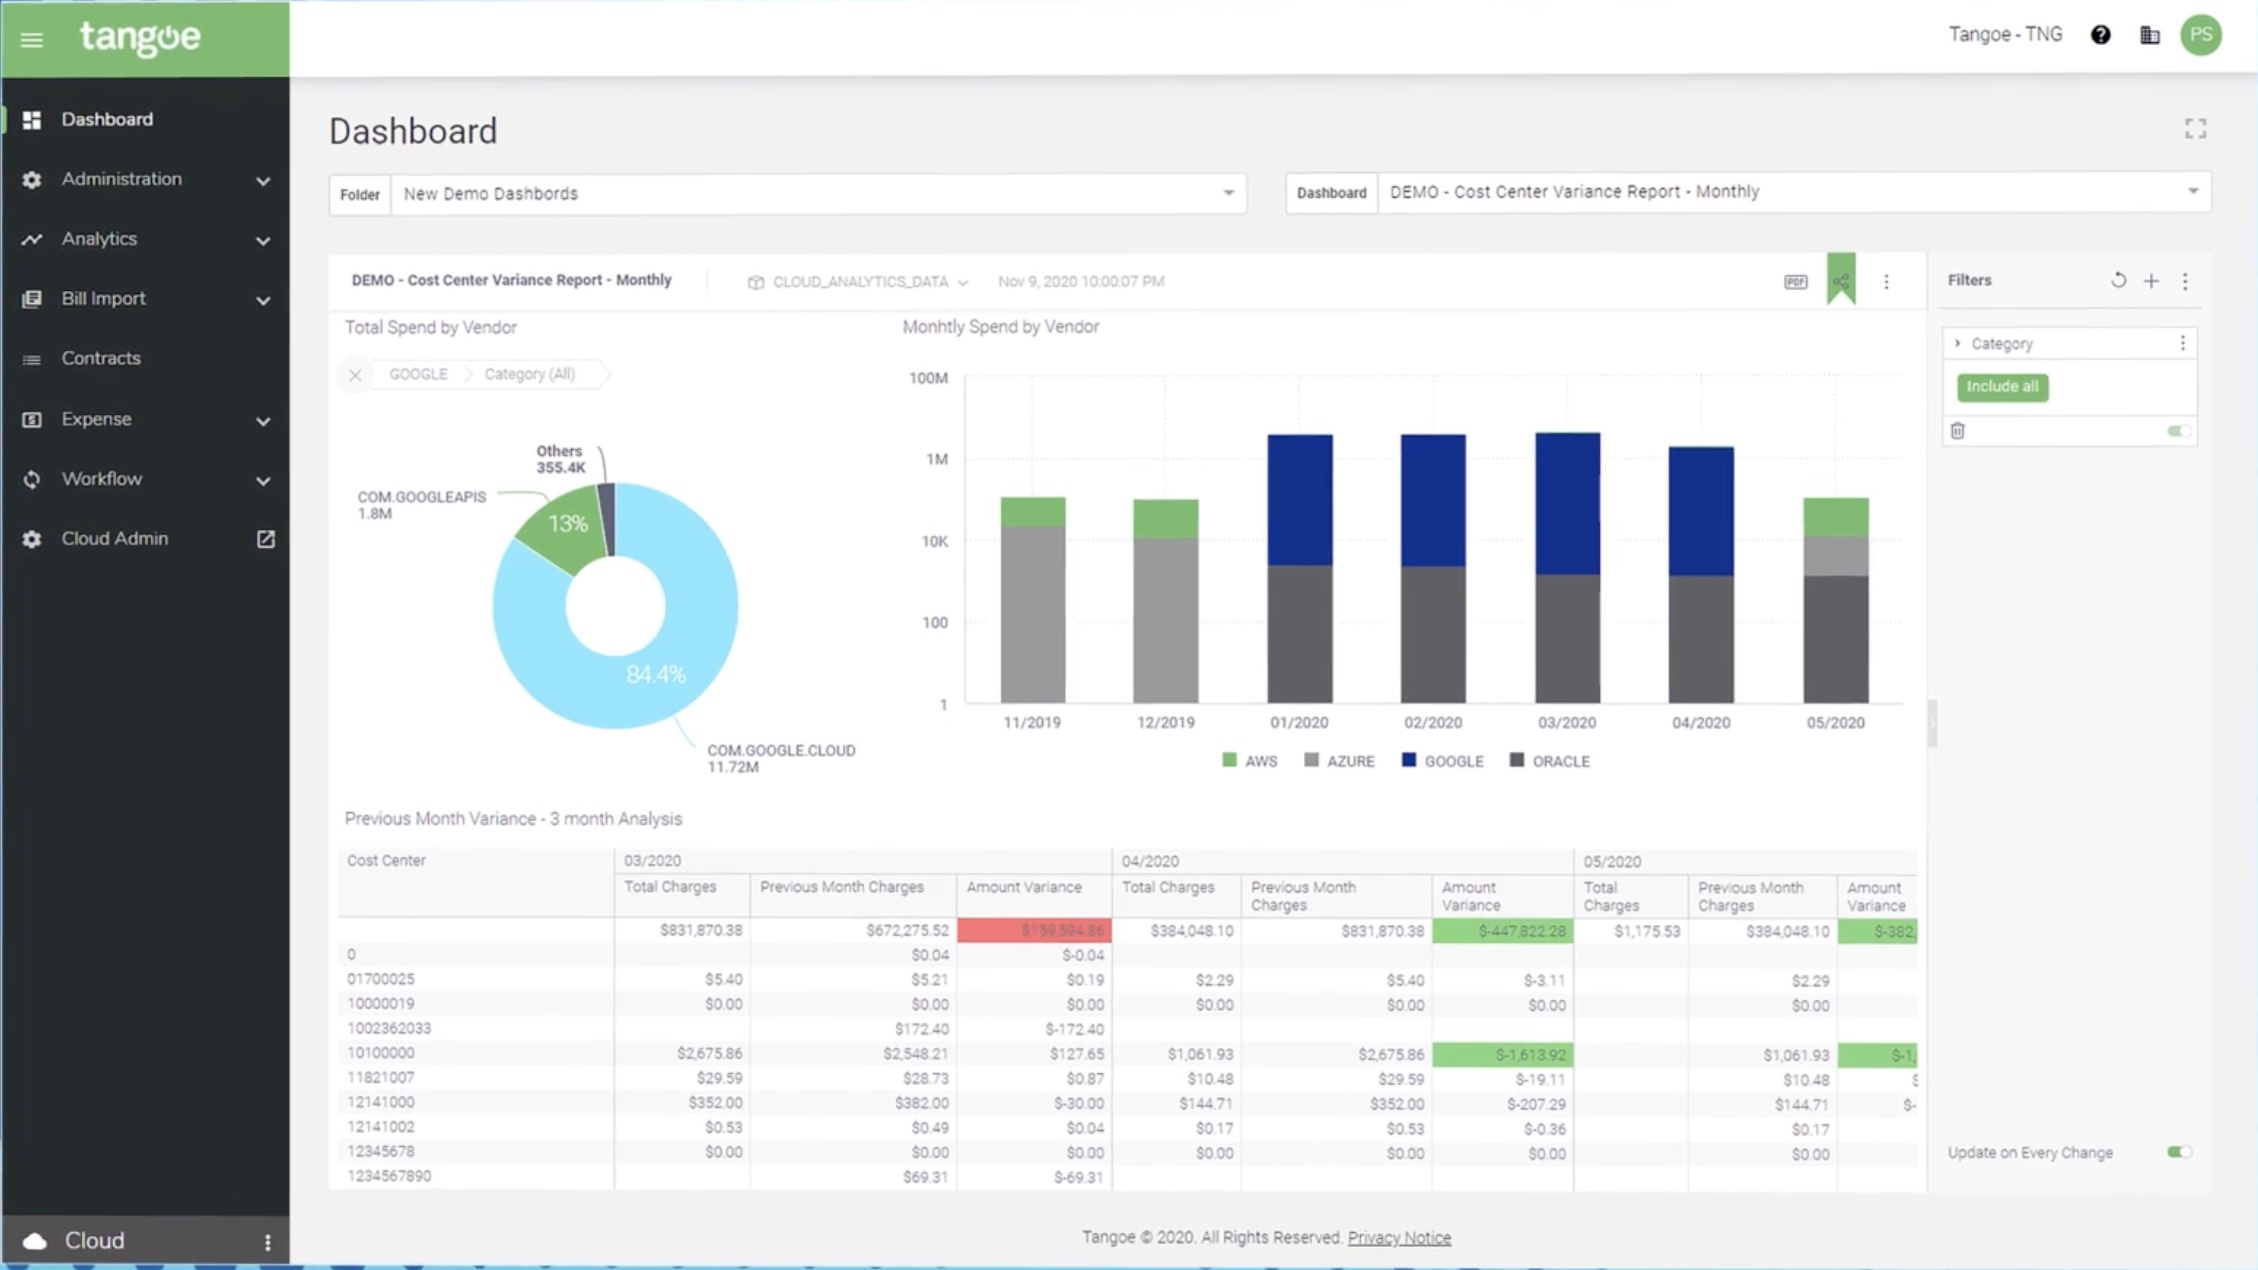 tangoe
Tangoe - TNG
PS
Dashboard
Administration
Analytics
Bill Import
Contracts
Expense
Workflow
Cloud Admin
Cloud
Dashboard
Folder New Demo Dashbords
Dashboard DEMO - Cost Center Variance Report - Monthly
DEMO - Cost Center Variance Report - Monthly CLOUD_ANALYTICS_DATA Nov 9, 2020 10:00:07 PM PDF
Total Spend by Vendor
GOOGLE Category (All)
Others
355.4K
COM.GOOGLEAPIS
1.8M
13%
84.4%
COM.GOOGLE.CLOUD
11.72M
Monhtly Spend by Vendor
100M
1M
10K
100
1
11/2019 12/2019 01/2020 02/2020 03/2020 04/2020 05/2020
AWS AZURE GOOGLE ORACLE
Filters
Category
Include all
Update on Every Change
Previous Month Variance - 3 month Analysis
Cost Center 03/2020 04/2020 05/2020
Total Charges Previous Month Charges Amount Variance Total Charges Previous Month Charges Amount Variance Total Charges Previous Month Charges Amount Variance
$831,870.38 $672,275.52 $159,594.86 $384,048.10 $831,870.38 $-447,822.28 $1,175.53 $384,048.10 $-382,
0 $0.04 $-0.04
01700025 $5.40 $5.21 $0.19 $2.29 $5.40 $-3.11 $2.29
10000019 $0.00 $0.00 $0.00 $0.00 $0.00 $0.00 $0.00
1002362033 $172.40 $-172.40
10100000 $2,675.86 $2,548.21 $127.65 $1,061.93 $2,675.86 $-1,613.92 $1,061.93 $-1,
11821007 $29.59 $28.73 $0.87 $10.48 $29.59 $-19.11 $10.48
12141000 $352.00 $382.00 $-30.00 $144.71 $352.00 $-207.29 $144.71 $-
12141002 $0.53 $0.49 $0.04 $0.17 $0.53 $-0.36 $0.17
12345678 $0.00 $0.00 $0.00 $0.00 $0.00 $0.00 $0.00
1234567890 $69.31 $-69.31
Tangoe © 2020. All Rights Reserved. Privacy Notice